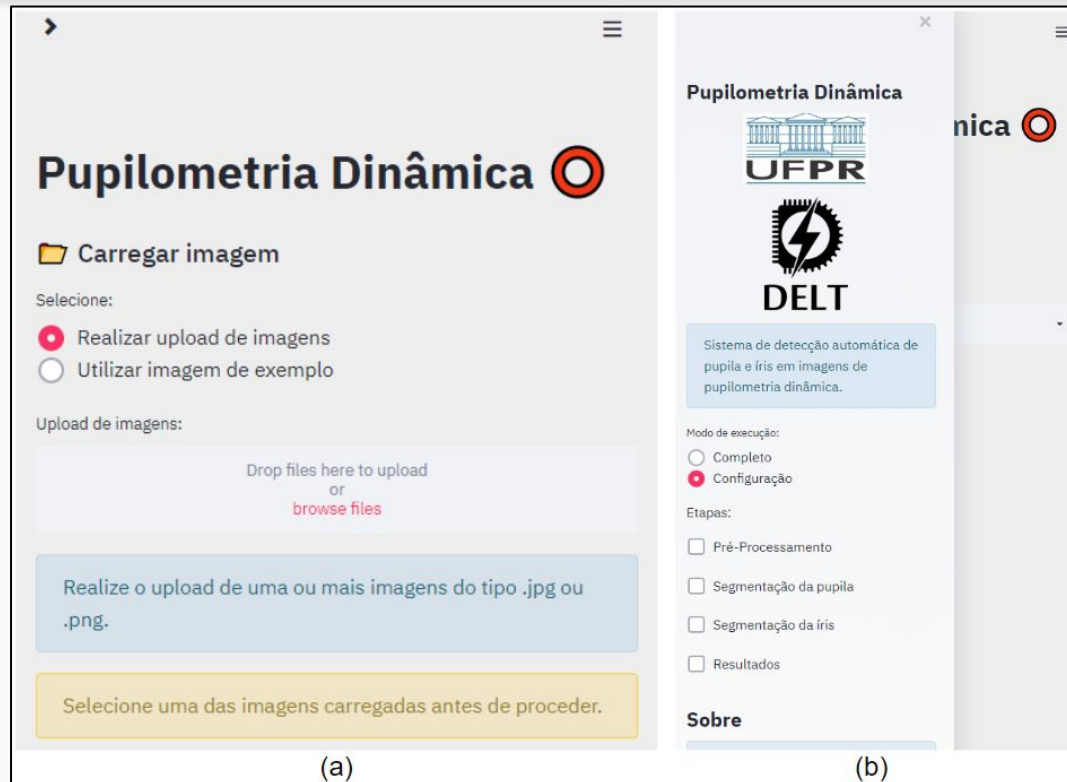 Pupilometria Dinâmica
Carregar imagem
Selecione:
Realizar upload de imagens
Utilizar imagem de exemplo
Upload de imagens:
Drop files here to upload
or
browse files
Realize o upload de uma ou mais imagens do tipo .jpg ou
.png.
Selecione uma das imagens carregadas antes de proceder.
(a)
Pupilometria Dinâmica
UFPR
DELT
Sistema de detecção automática de
pupila e íris em imagens de
pupilometria dinâmica.
Modo de execução:
Completo
Configuração
Etapas:
Pré-Processamento
Segmentação da pupila
Segmentação da íris
Resultados
Sobre
mica
(b)